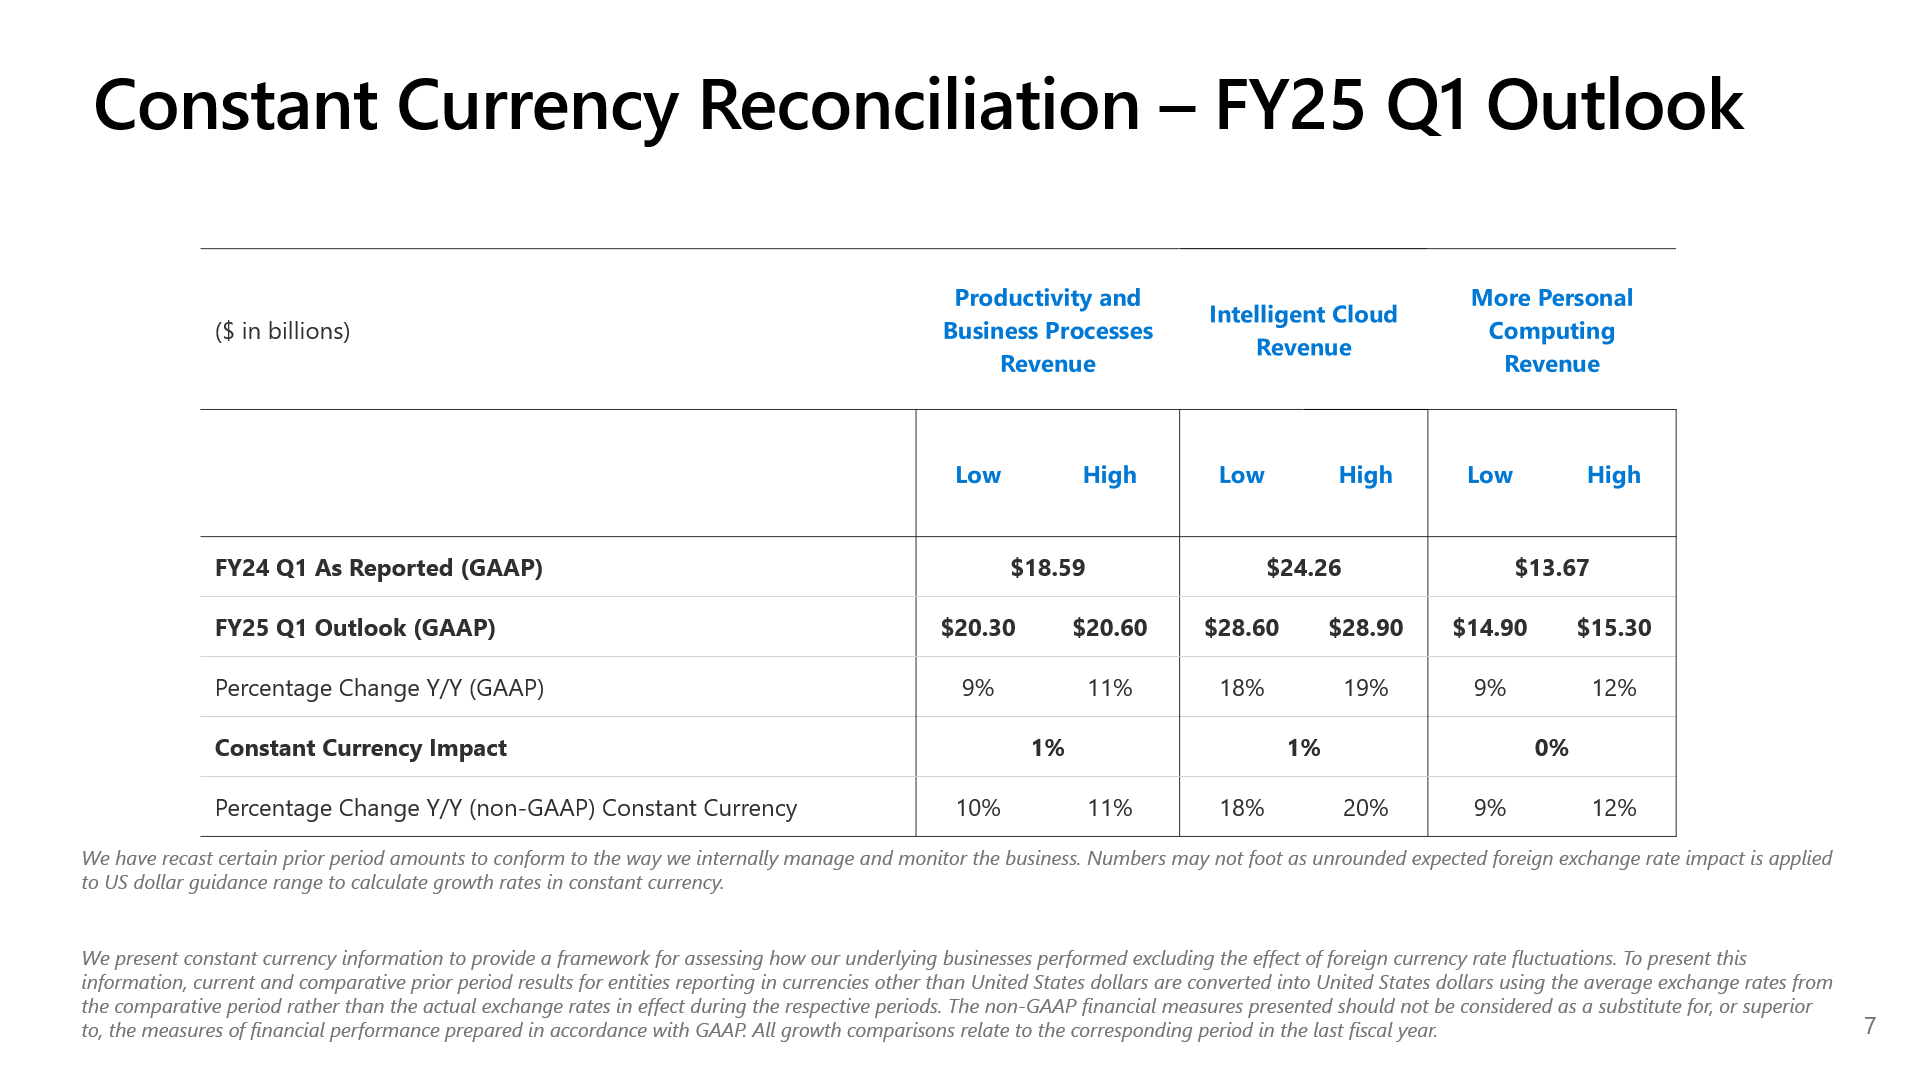 Constant Currency Reconciliation – FY25 Q1 Outlook
($ in billions)
Productivity and
Business Processes
Revenue
Intelligent Cloud
Revenue
More Personal
Computing
Revenue
Low High Low High Low High
FY24 Q1 As Reported (GAAP) $18.59 $24.26 $13.67
FY25 Q1 Outlook (GAAP) $20.30 $20.60 $28.60 $28.90 $14.90 $15.30
Percentage Change Y/Y (GAAP) 9% 11% 18% 19% 9% 12%
Constant Currency Impact 1% 1% 0%
Percentage Change Y/Y (non-GAAP) Constant Currency 10% 11% 18% 20% 9% 12%
We have recast certain prior period amounts to conform to the way we internally manage and monitor the business. Numbers may not foot as unrounded expected foreign exchange rate impact is applied
to US dollar guidance range to calculate growth rates in constant currency.
We present constant currency information to provide a framework for assessing how our underlying businesses performed excluding the effect of foreign currency rate fluctuations. To present this
information, current and comparative prior period results for entities reporting in currencies other than United States dollars are converted into United States dollars using the average exchange rates from
the comparative period rather than the actual exchange rates in effect during the respective periods. The non-GAAP financial measures presented should not be considered as a substitute for, or superior
to, the measures of financial performance prepared in accordance with GAAP. All growth comparisons relate to the corresponding period in the last fiscal year.
7